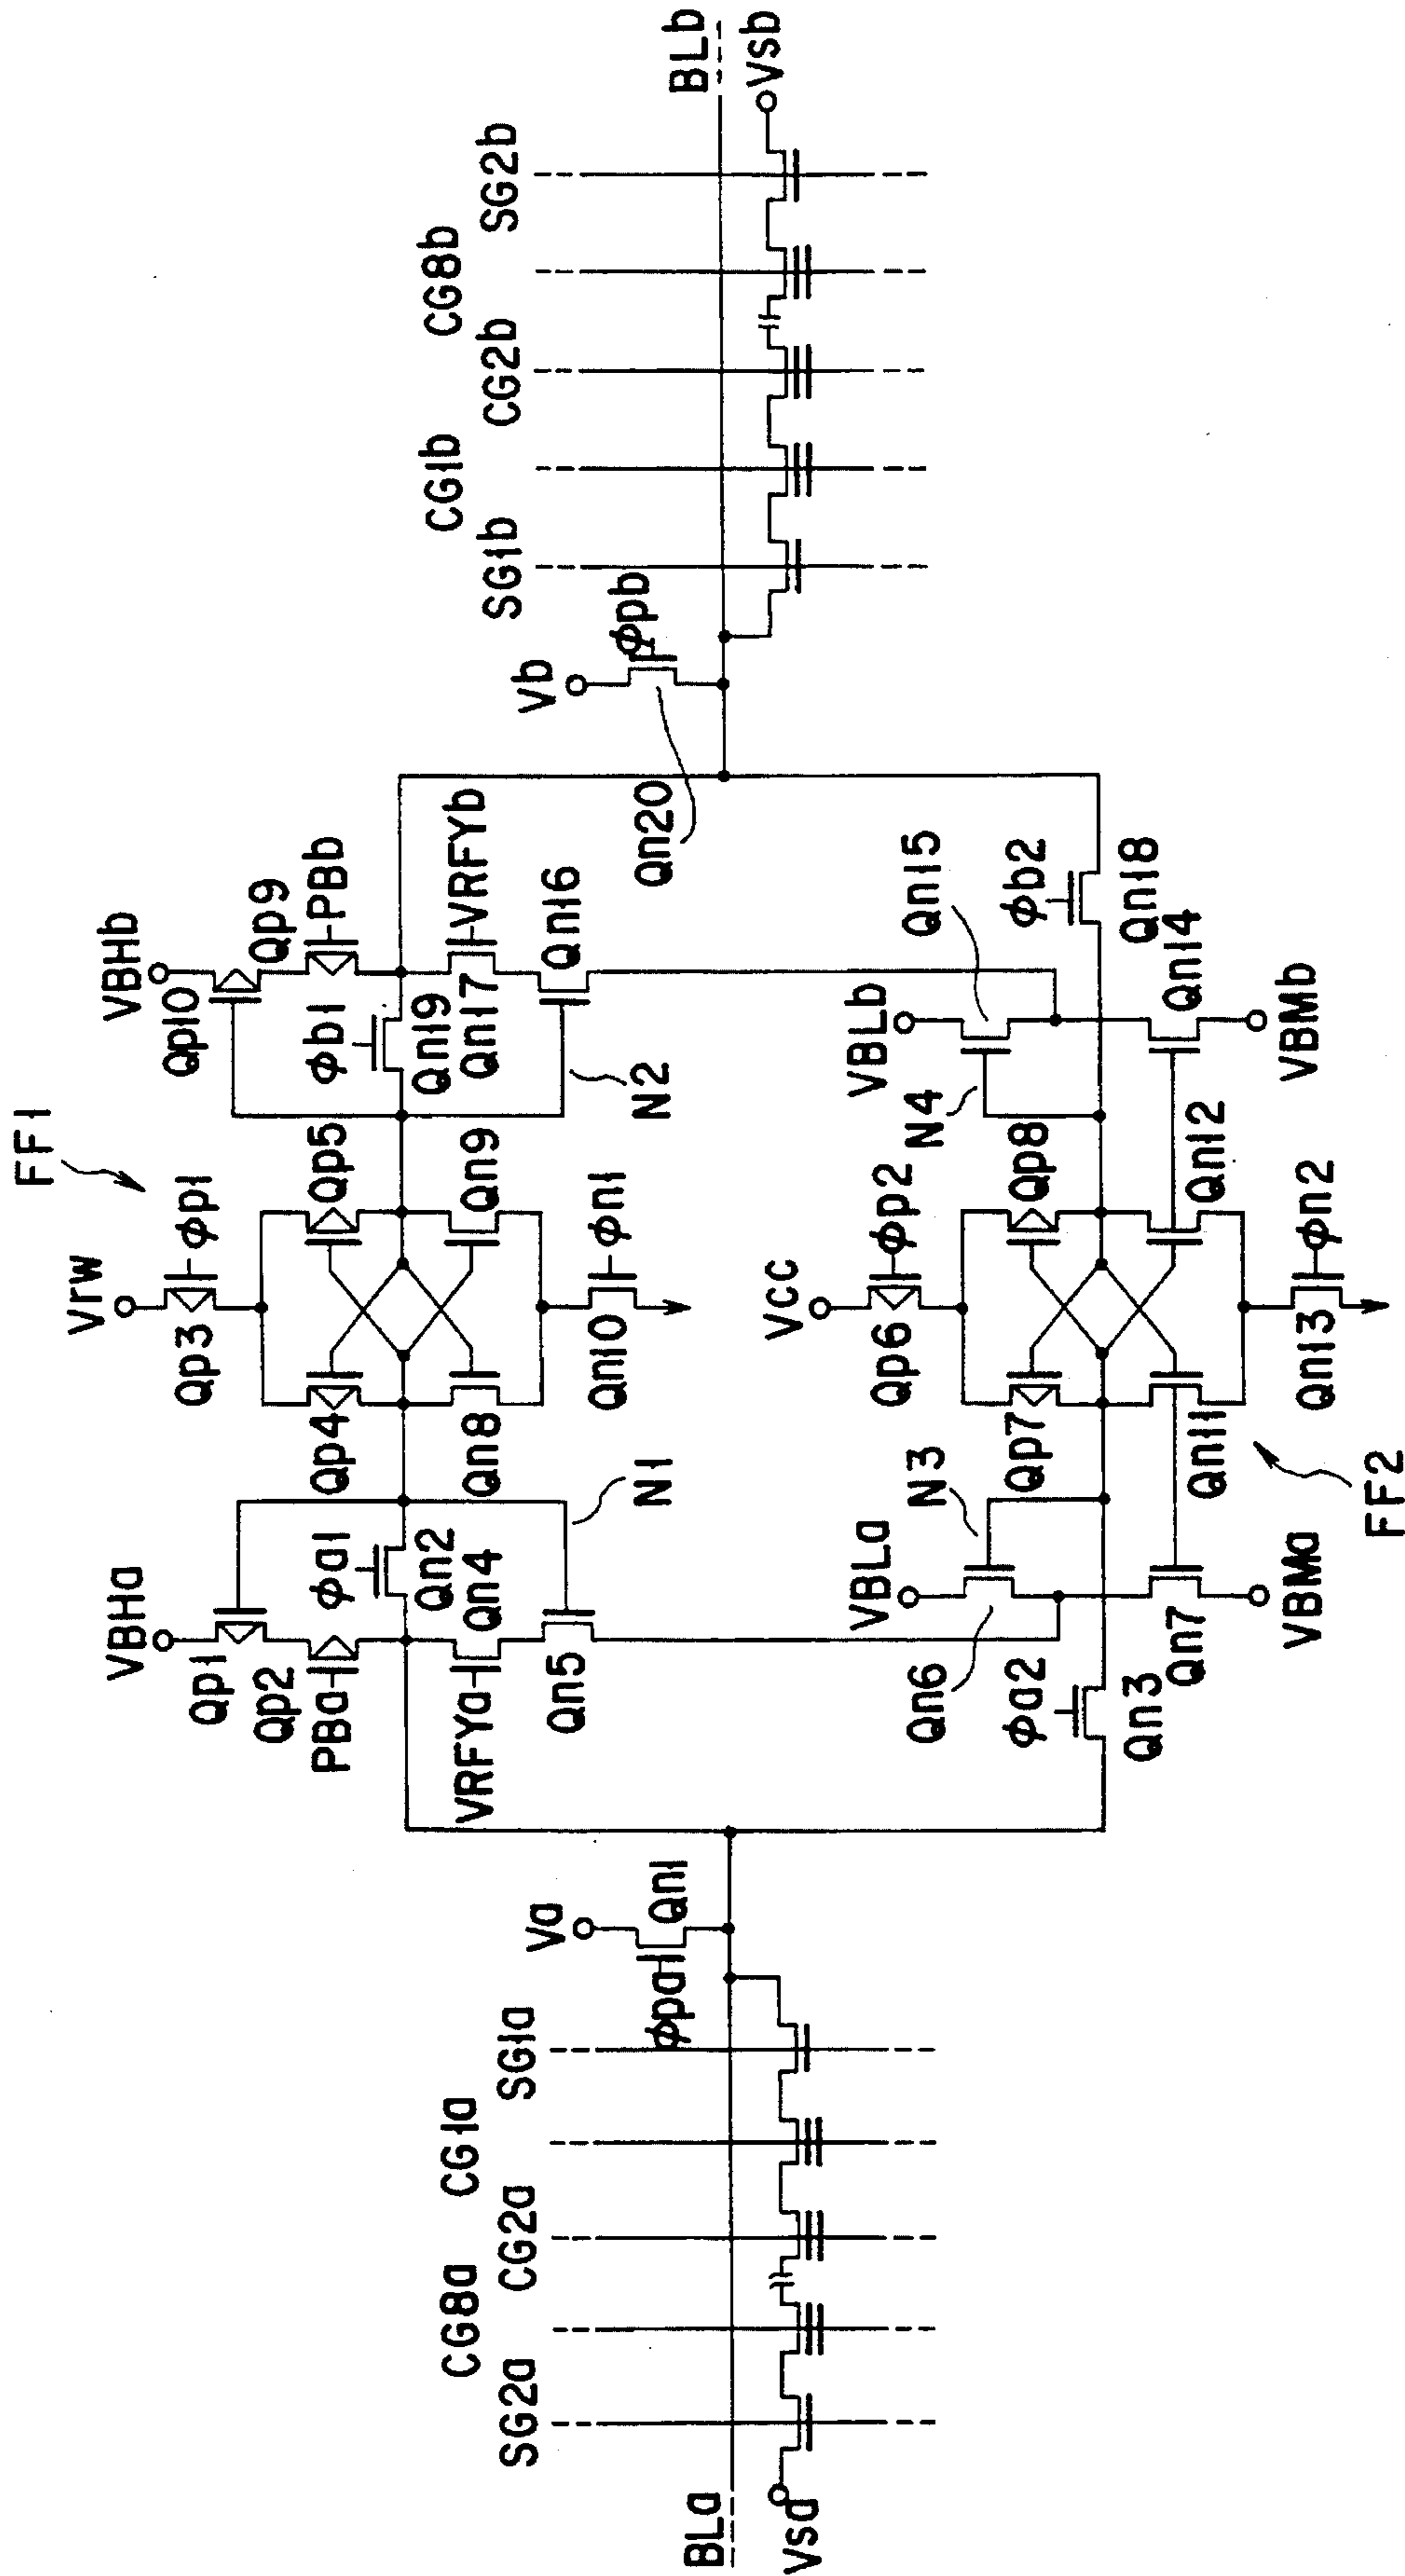 FF1
Vrw
VBHa
VBHb
Qp3
φp1
Qp1
Qp10
Qp2
PBa
Qp9
PBb
Qp4
Qp5
φa1
φb1
Qn2
Qn19
Qn4
VRFYa
Qn17
VRFYb
Qn5
Qn16
Qn8
Qn9
Qn10
φn1
N1
N2
Va
Vb
φpa
Qn1
φpb
Qn20
SG2a
CG8a
CG2a
CG1a
SG1a
SG1b
CG1b
CG2b
CG8b
SG2b
BLa
BLb
Vsa
Vsb
Vcc
VBLa
VBLb
Qp6
φp2
N3
N4
Qn6
Qn15
Qp7
Qp8
φa2
φb2
Qn3
Qn18
Qn7
Qn14
Qn11
Qn12
VBMa
VBMb
Qn13
φn2
FF2